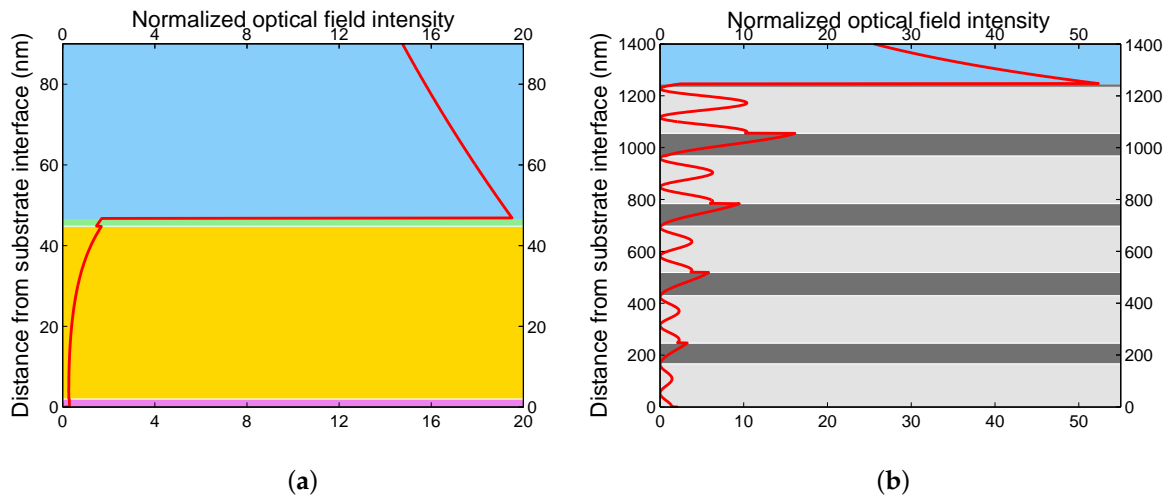 Normalized optical field intensity
0 4 8 12 16 20
Distance from substrate interface (nm)
80 80
60 60
40 40
20 20
0 0
0 4 8 12 16 20
(a)
Normalized optical field intensity
0 10 20 30 40 50
Distance from substrate interface (nm)
1400 1400
1200 1200
1000 1000
800 800
600 600
400 400
200 200
0 0
0 10 20 30 40 50
(b)